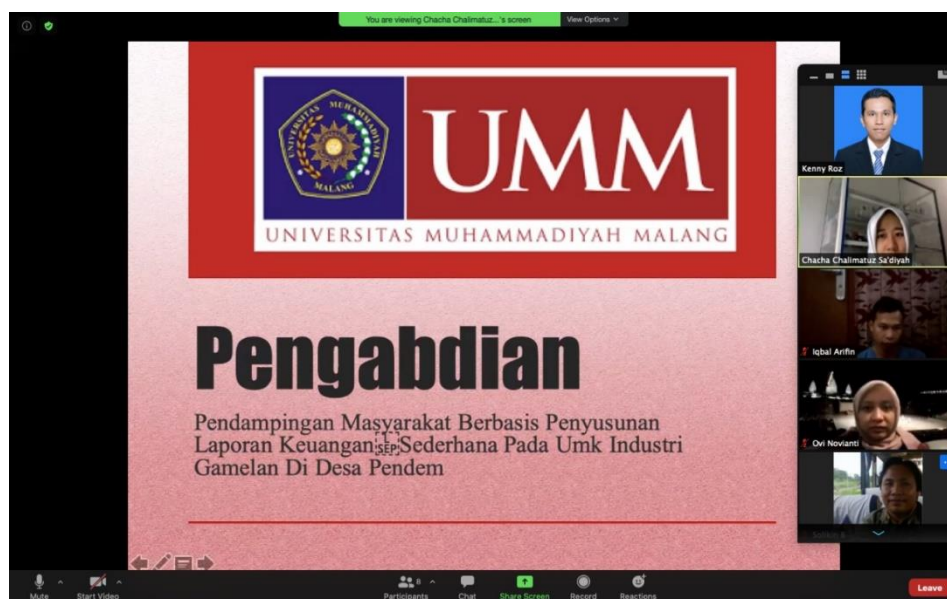 You are viewing Chacha Chalimatuz...'s screen
View Options
UNIVERSITAS MUHAMMADIYAH
MALANG
UMM
UNIVERSITAS MUHAMMADIYAH MALANG
Pengabdian
Pendampingan Masyarakat Berbasis Penyusunan
Laporan Keuangan SEP Sederhana Pada Umk Industri
Gamelan Di Desa Pendem
Kenny Roz
Chacha Chalimatuz Sa'diyah
Iqbal Arifin
Ovi Novianti
Mute
Start Video
Participants
8
Chat
Share Screen
Record
Reactions
Leave